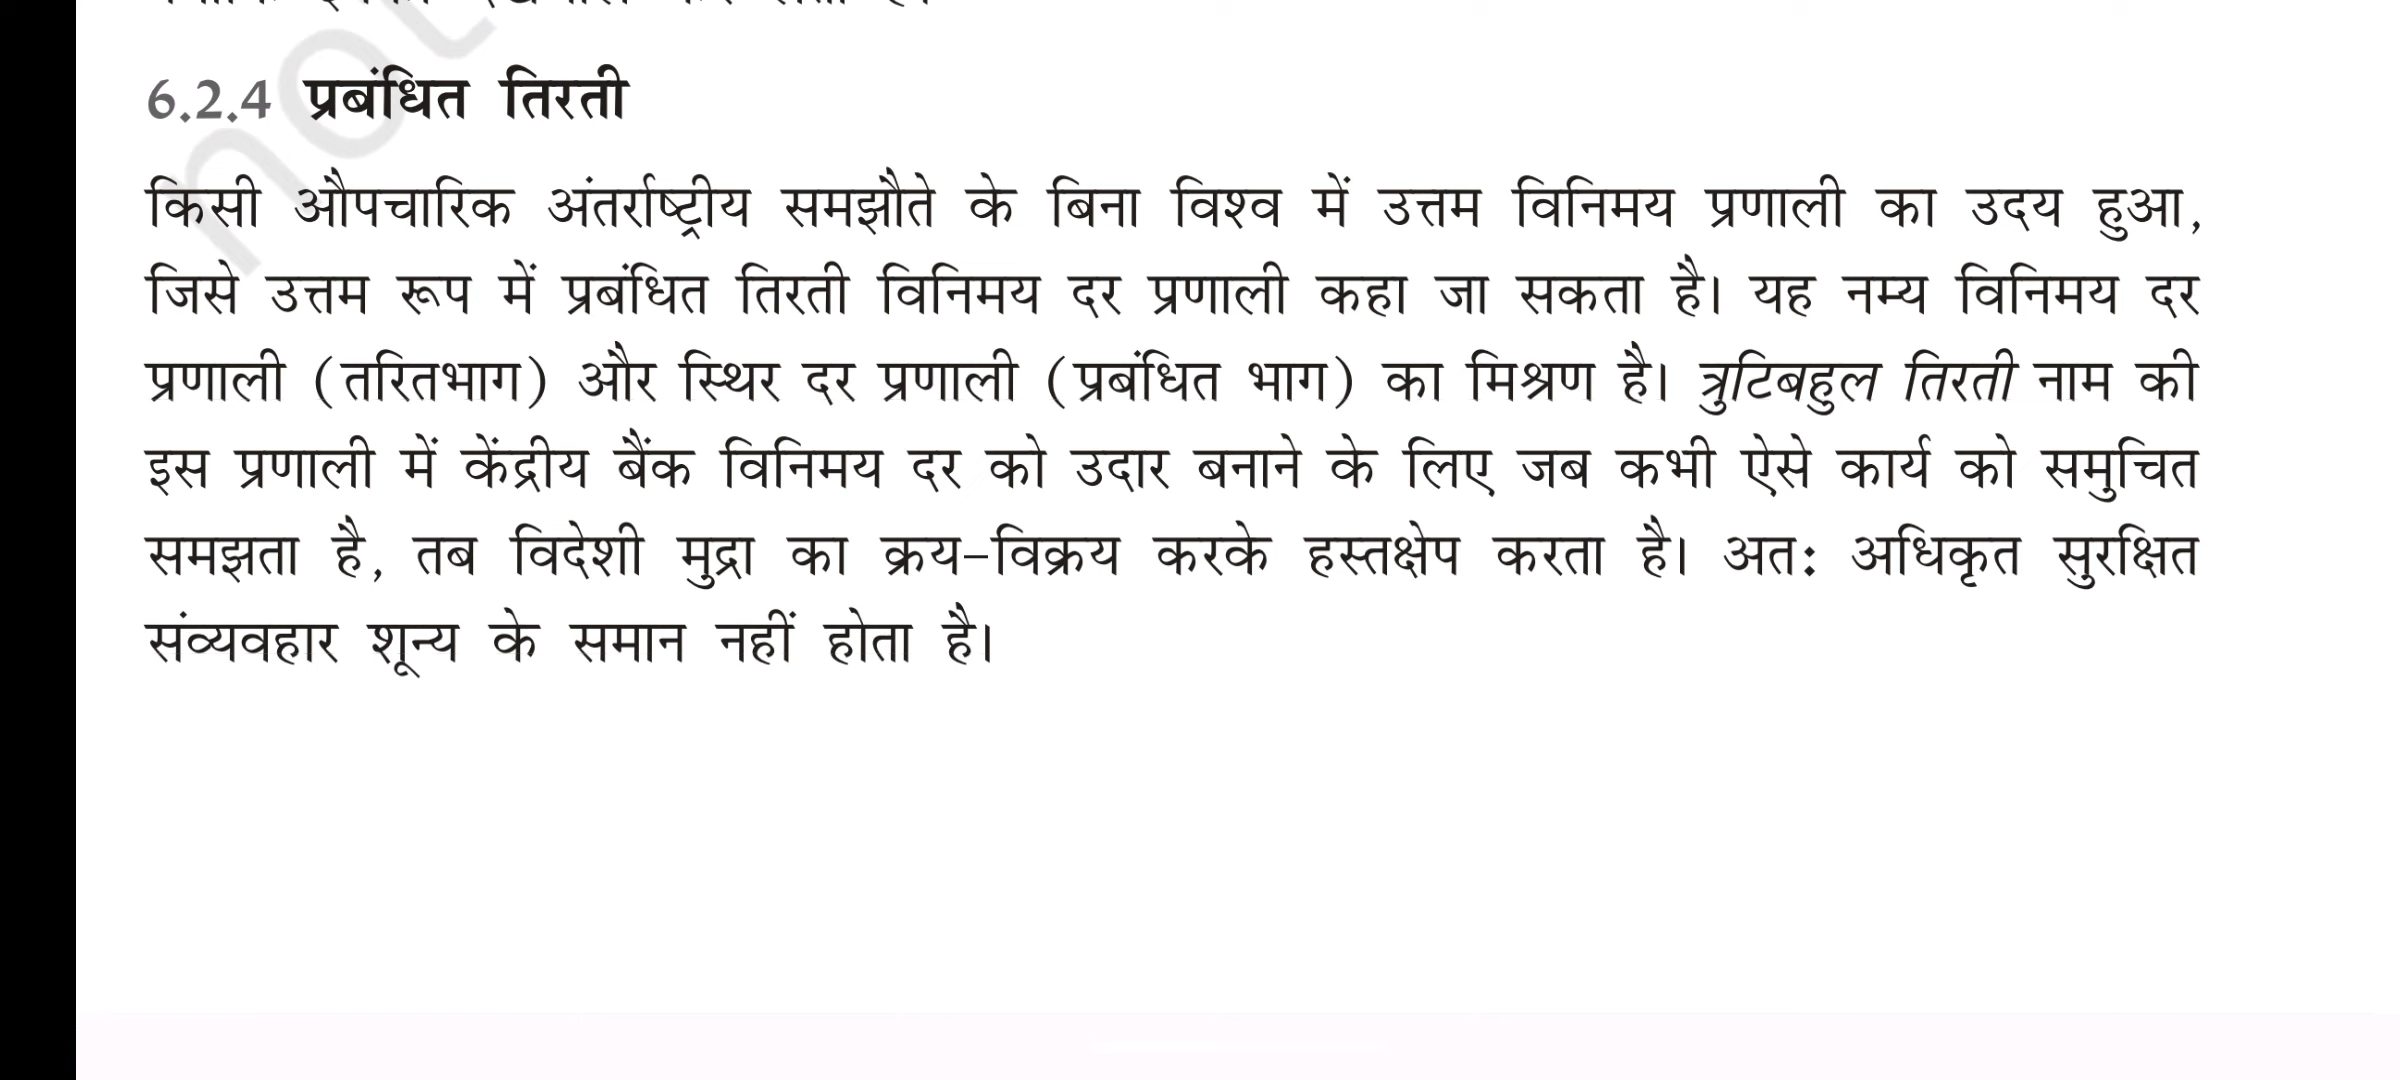 6.2.4 प्रबंधित तिरती
किसी औपचारिक अंतर्राष्ट्रीय समझौते के बिना विश्व में उत्तम विनिमय प्रणाली का उदय हुआ,
जिसे उत्तम रूप में प्रबंधित तिरती विनिमय दर प्रणाली कहा जा सकता है। यह नम्य विनिमय दर
प्रणाली (तरितभाग) और स्थिर दर प्रणाली (प्रबंधित भाग) का मिश्रण है। त्रुटिबहुल तिरती नाम की
इस प्रणाली में केंद्रीय बैंक विनिमय दर को उदार बनाने के लिए जब कभी ऐसे कार्य को समुचित
समझता है, तब विदेशी मुद्रा का क्रय-विक्रय करके हस्तक्षेप करता है। अतः अधिकृत सुरक्षित
संव्यवहार शून्य के समान नहीं होता है।
not